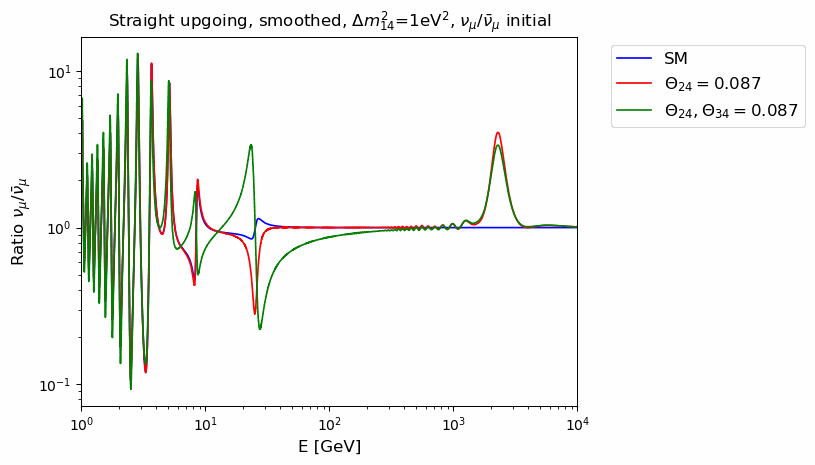 Straight upgoing, smoothed, Δm²₁₄=1eV², ν_μ/ν̄_μ initial
SM
Θ₂₄ = 0.087
Θ₂₄, Θ₃₄ = 0.087
Ratio ν_μ/ν̄_μ
10¹
10⁰
10⁻¹
10⁰ 10¹ 10² 10³ 10⁴
E [GeV]